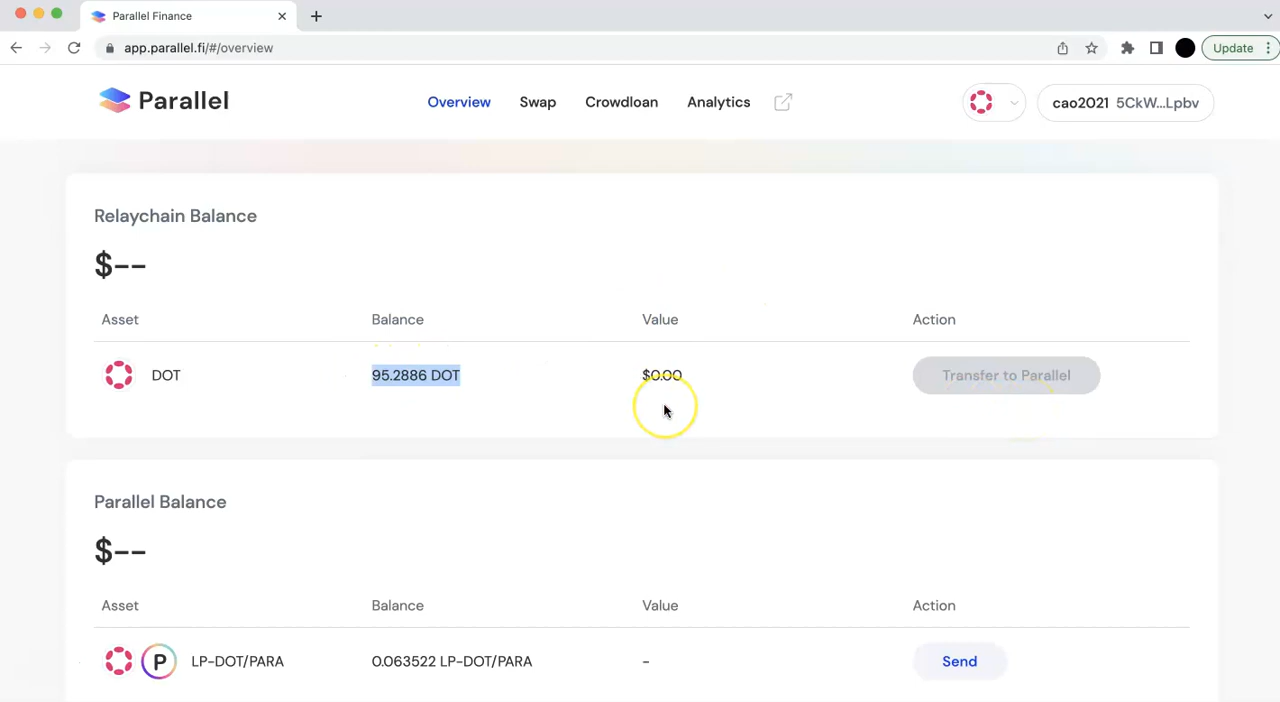 Parallel Finance
app.parallel.fi/#/overview
Update
Parallel
Overview
Swap
Crowdloan
Analytics
cao2021 5CkW...Lpbv
Relaychain Balance
$--
Asset Balance Value Action
DOT 95.2886 DOT $0.00 Transfer to Parallel
Parallel Balance
$--
Asset Balance Value Action
P LP-DOT/PARA 0.063522 LP-DOT/PARA - Send